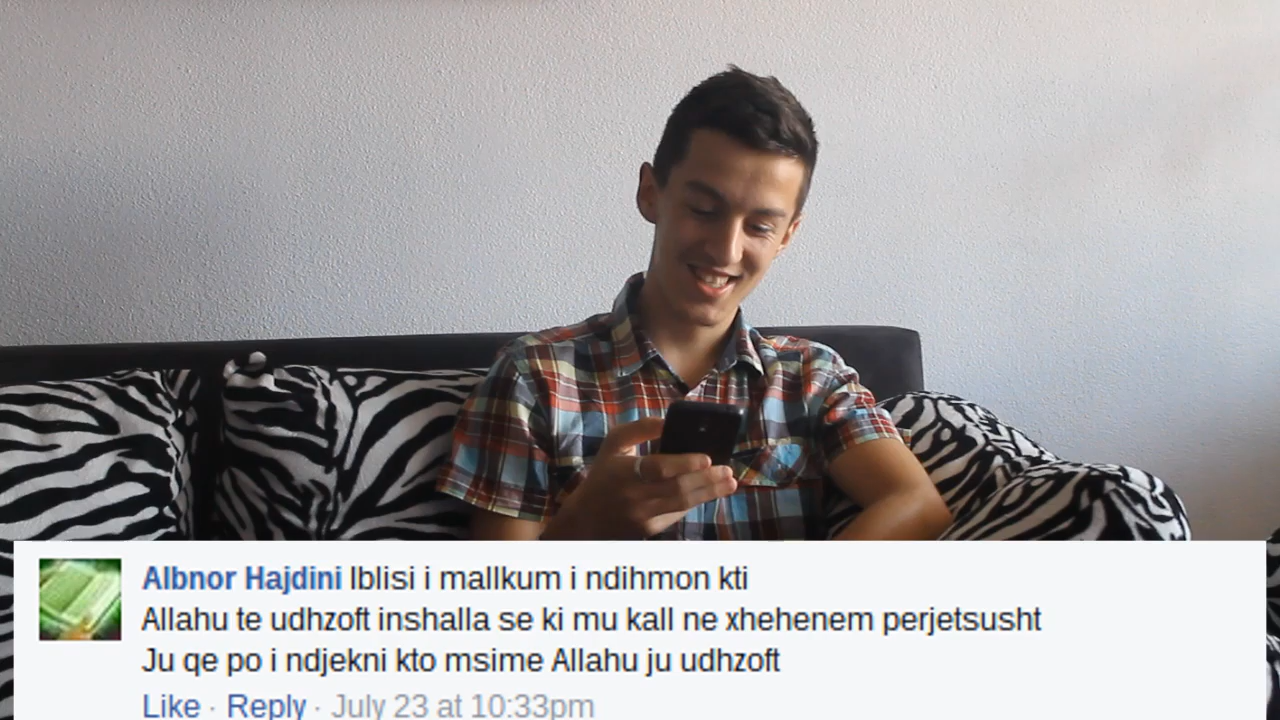 Albnor Hajdini Iblisi i mallkum i ndihmon kti
Allahu te udhzoft inshalla se ki mu kall ne xhehenem perjetsusht
Ju qe po i ndjekni kto msime Allahu ju udhzoft
Like · Reply · July 23 at 10:33pm